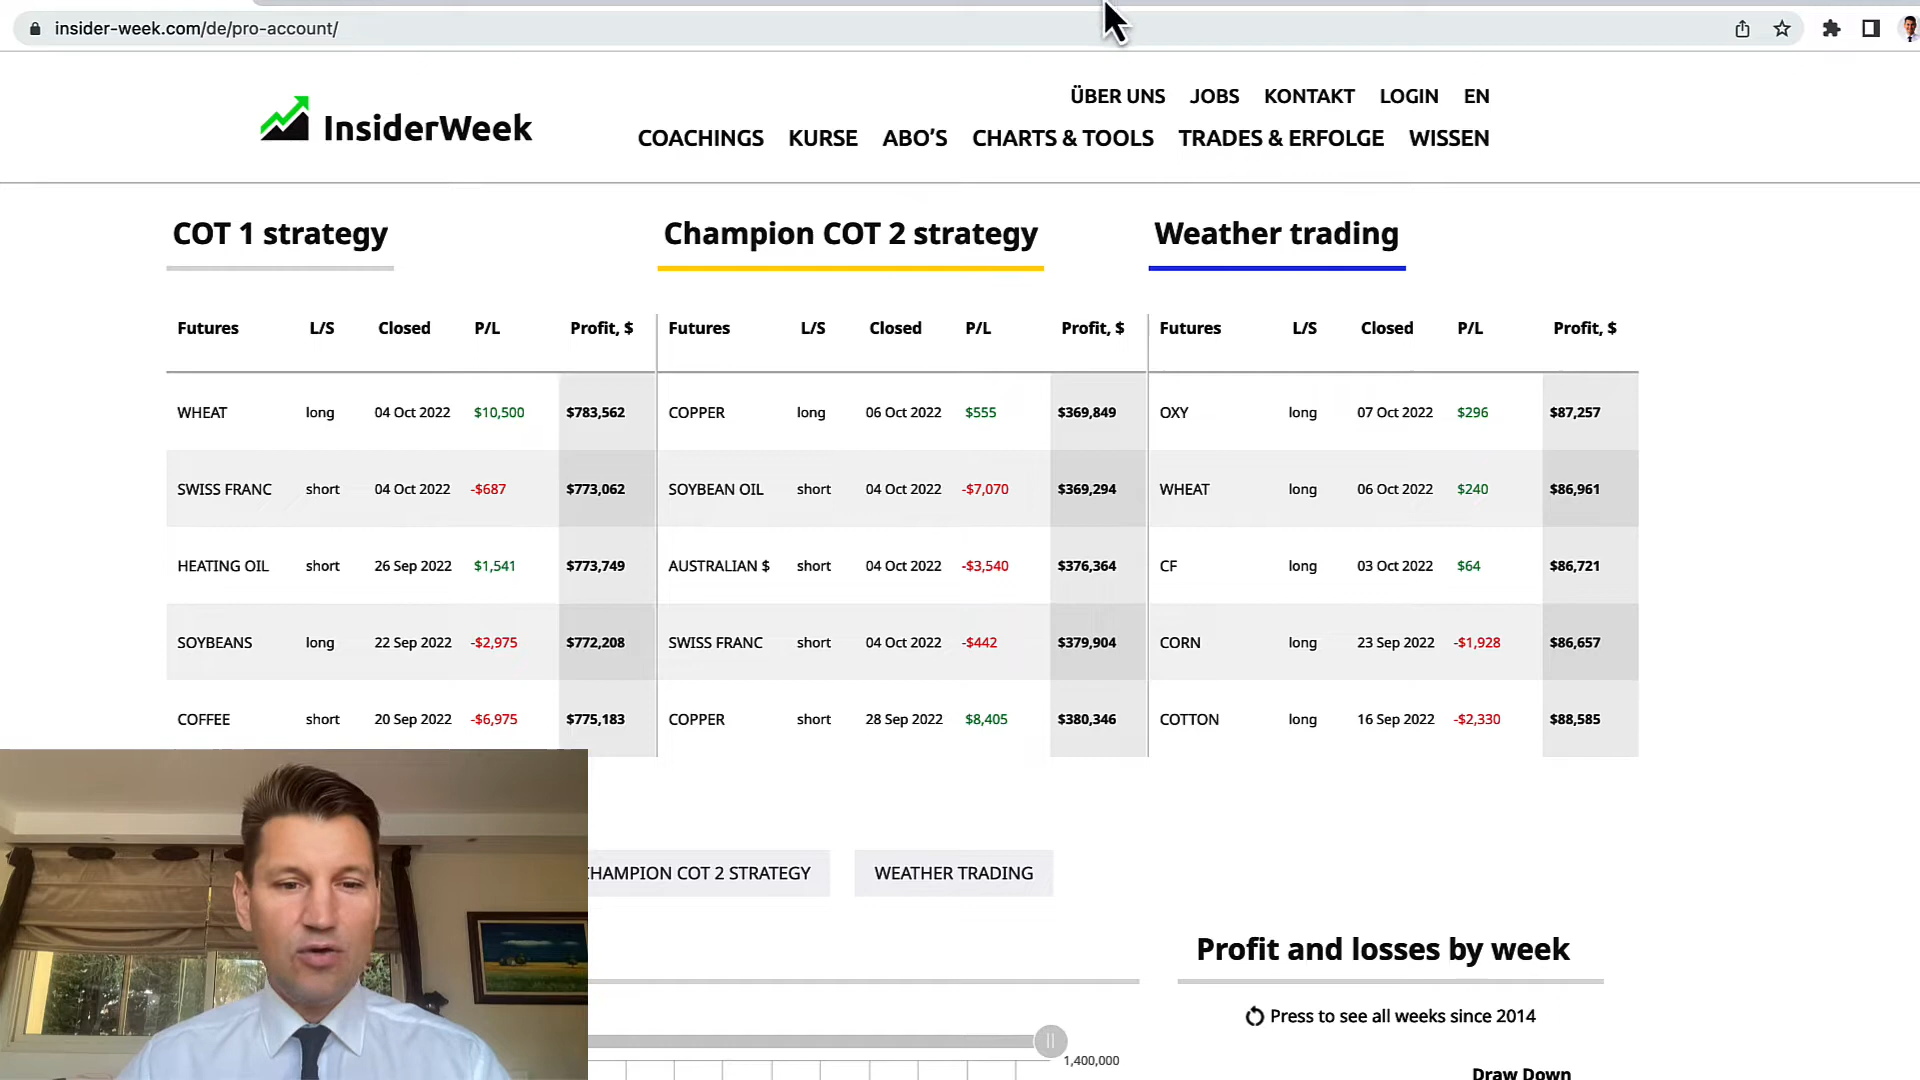 insider-week.com/de/pro-account/
InsiderWeek
ÜBER UNS JOBS KONTAKT LOGIN EN
COACHINGS KURSE ABO’S CHARTS & TOOLS TRADES & ERFOLGE WISSEN
COT 1 strategy Champion COT 2 strategy Weather trading
Futures L/S Closed P/L Profit, $ Futures L/S Closed P/L Profit, $ Futures L/S Closed P/L Profit, $
WHEAT long 04 Oct 2022 $10,500 $783,562 COPPER long 06 Oct 2022 $555 $369,849 OXY long 07 Oct 2022 $296 $87,257
SWISS FRANC short 04 Oct 2022 -$687 $773,062 SOYBEAN OIL short 04 Oct 2022 -$7,070 $369,294 WHEAT long 06 Oct 2022 $240 $86,961
HEATING OIL short 26 Sep 2022 $1,541 $773,749 AUSTRALIAN $ short 04 Oct 2022 -$3,540 $376,364 CF long 03 Oct 2022 $64 $86,721
SOYBEANS long 22 Sep 2022 -$2,975 $772,208 SWISS FRANC short 04 Oct 2022 -$442 $379,904 CORN long 23 Sep 2022 -$1,928 $86,657
COFFEE short 20 Sep 2022 -$6,975 $775,183 COPPER short 28 Sep 2022 $8,405 $380,346 COTTON long 16 Sep 2022 -$2,330 $88,585
HAMPION COT 2 STRATEGY WEATHER TRADING
Profit and losses by week
Press to see all weeks since 2014
1,400,000
Draw Down